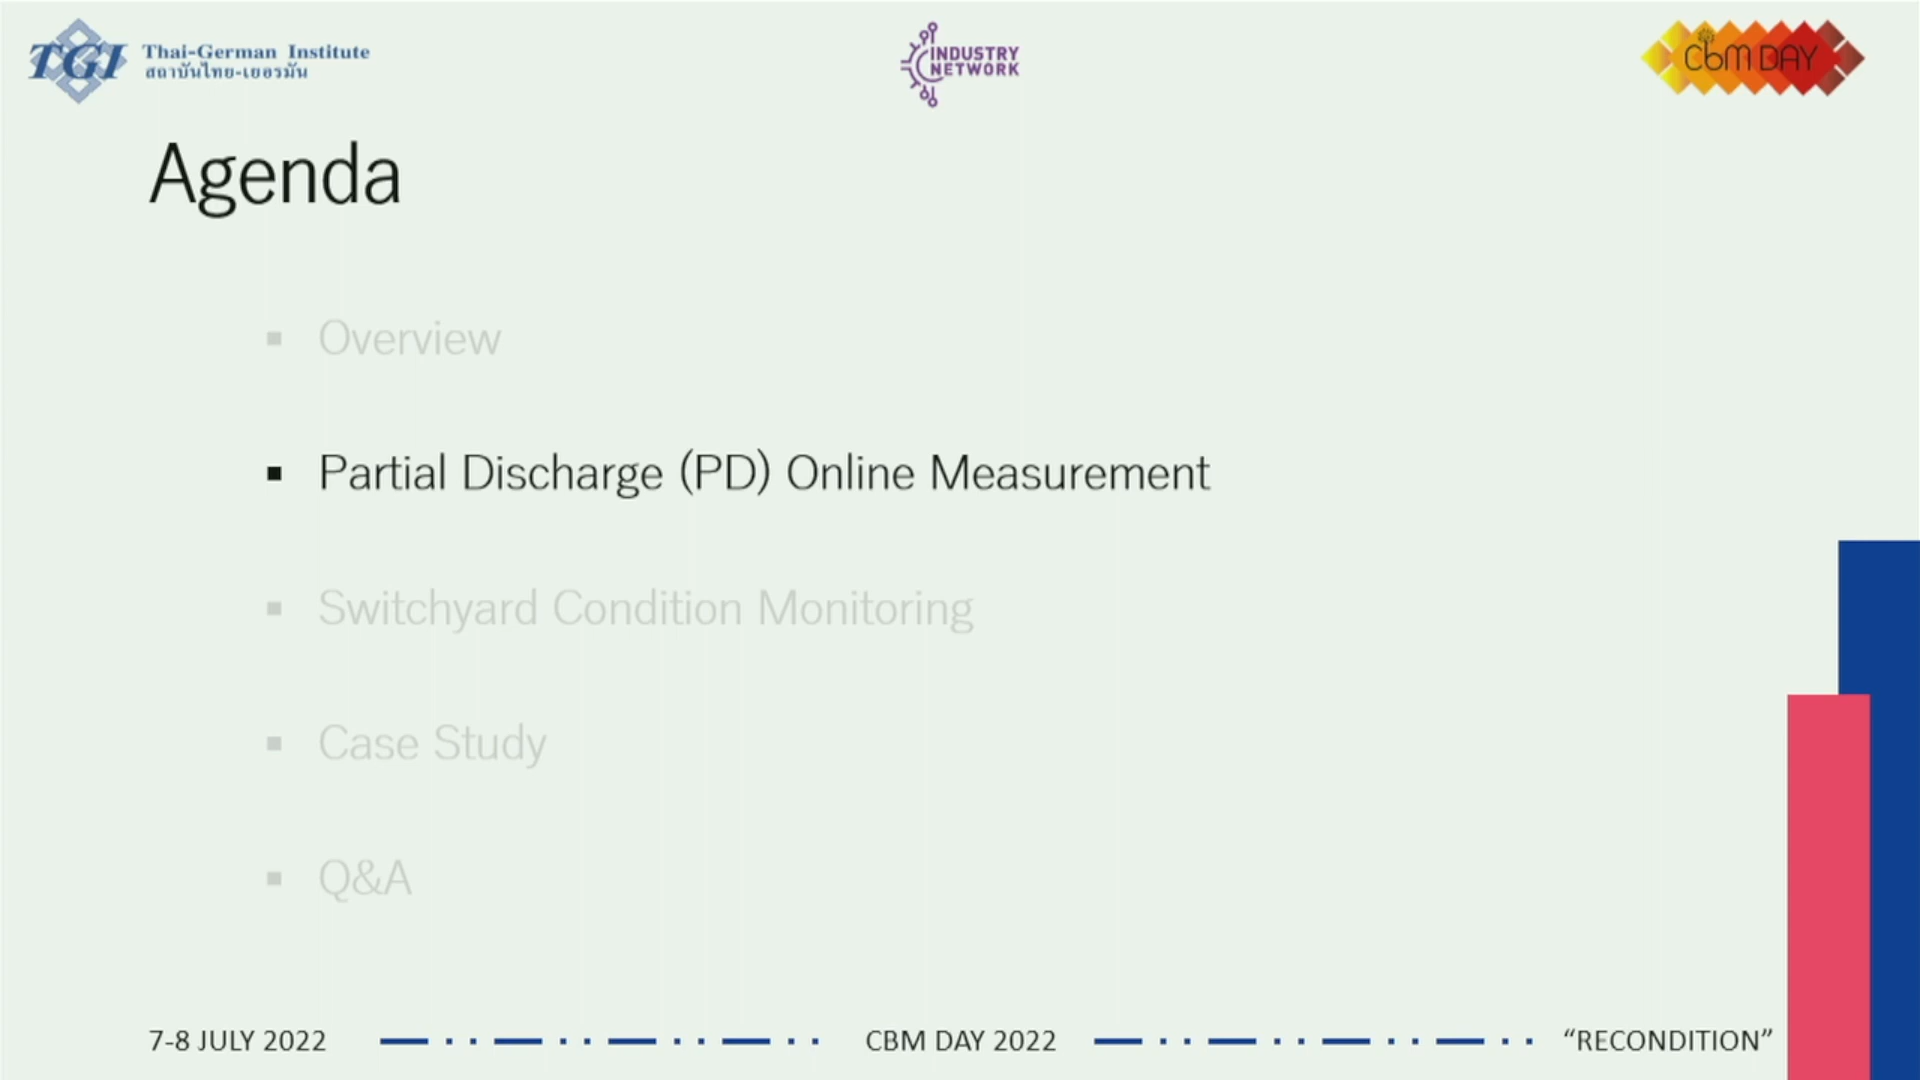 TGI Thai-German Institute
สถาบันไทย-เยอรมัน
INDUSTRY
NETWORK
CbM DAY
Agenda
▪ Overview
▪ Partial Discharge (PD) Online Measurement
▪ Switchyard Condition Monitoring
▪ Case Study
▪ Q&A
7-8 JULY 2022 CBM DAY 2022 “RECONDITION”